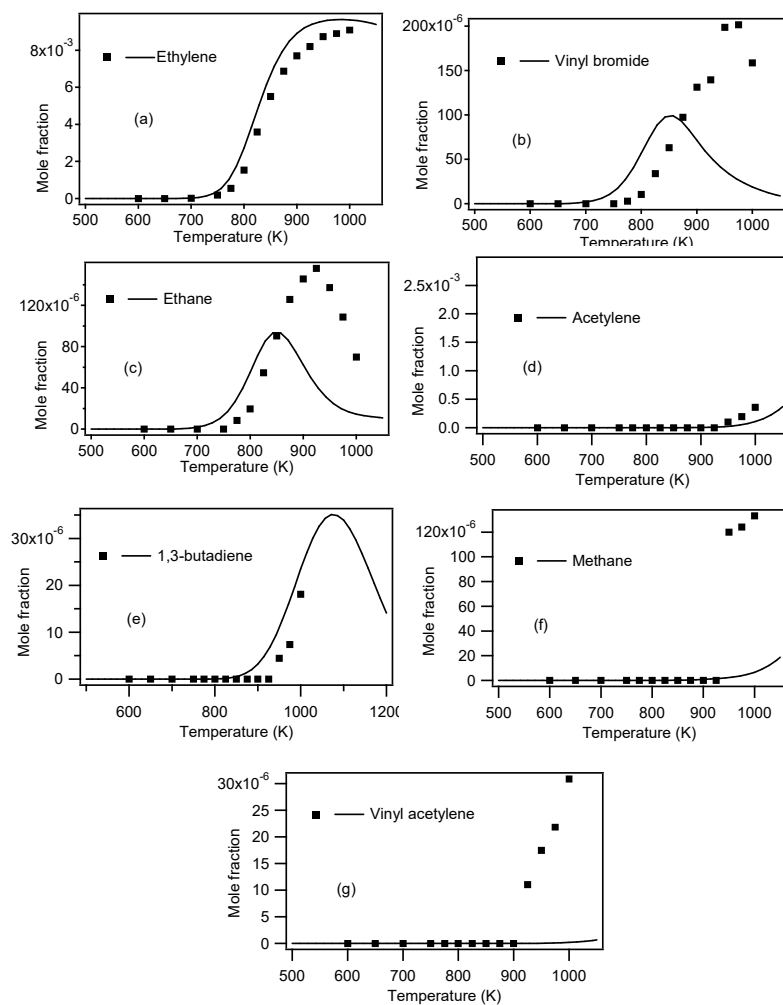 8x10-3
6
4
2
0
Mole fraction
Ethylene
(a)
500 600 700 800 900 1000
Temperature (K)
200x10-6
150
100
50
0
Mole fraction
Vinyl bromide
(b)
500 600 700 800 900 1000
Temperature (K)
120x10-6
80
40
0
Mole fraction
Ethane
(c)
500 600 700 800 900 1000
Temperature (K)
2.5x10-3
2.0
1.5
1.0
0.5
0.0
Mole fraction
Acetylene
(d)
500 600 700 800 900 1000
Temperature (K)
30x10-6
20
10
0
Mole fraction
1,3-butadiene
(e)
600 800 1000 1200
Temperature (K)
120x10-6
100
80
60
40
20
0
Mole fraction
Methane
(f)
500 600 700 800 900 1000
Temperature (K)
30x10-6
25
20
15
10
5
0
Mole fraction
Vinyl acetylene
(g)
500 600 700 800 900 1000
Temperature (K)